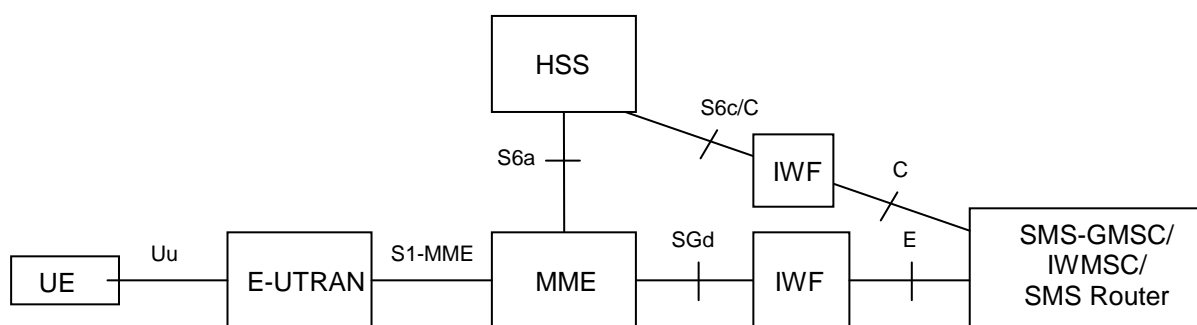 HSS
S6c/C
S6a
IWF
C
Uu
S1-MME
SGd
E
SMS-GMSC/
IWMSC/
SMS Router
UE
E-UTRAN
MME
IWF